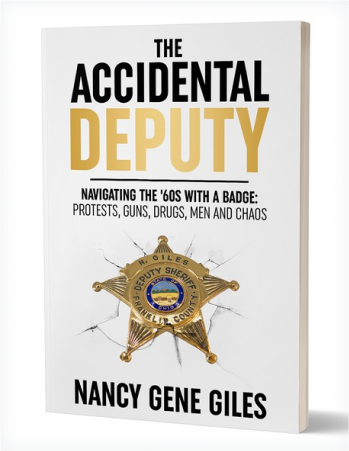 THE
ACCIDENTAL
DEPUTY
NAVIGATING THE '60S WITH A BADGE:
PROTESTS, GUNS, DRUGS, MEN AND CHAOS
N. GILES
DEPUTY SHERIFF
FRANKLIN COUNTY
NANCY GENE GILES